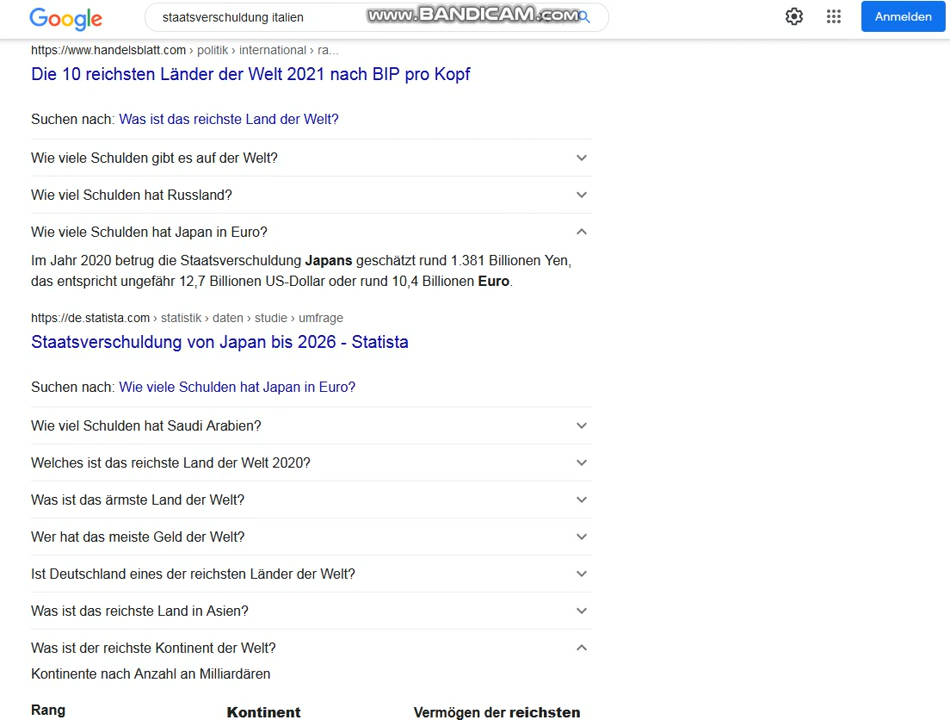 Google
staatsverschuldung italien
www.BANDICAM.com
Anmelden
https://www.handelsblatt.com › politik › international › ra...
Die 10 reichsten Länder der Welt 2021 nach BIP pro Kopf
Suchen nach: Was ist das reichste Land der Welt?
Wie viele Schulden gibt es auf der Welt?
Wie viel Schulden hat Russland?
Wie viele Schulden hat Japan in Euro?
Im Jahr 2020 betrug die Staatsverschuldung Japans geschätzt rund 1.381 Billionen Yen,
das entspricht ungefähr 12,7 Billionen US-Dollar oder rund 10,4 Billionen Euro.
https://de.statista.com › statistik › daten › studie › umfrage
Staatsverschuldung von Japan bis 2026 - Statista
Suchen nach: Wie viele Schulden hat Japan in Euro?
Wie viel Schulden hat Saudi Arabien?
Welches ist das reichste Land der Welt 2020?
Was ist das ärmste Land der Welt?
Wer hat das meiste Geld der Welt?
Ist Deutschland eines der reichsten Länder der Welt?
Was ist das reichste Land in Asien?
Was ist der reichste Kontinent der Welt?
Kontinente nach Anzahl an Milliardären
Rang Kontinent Vermögen der reichsten